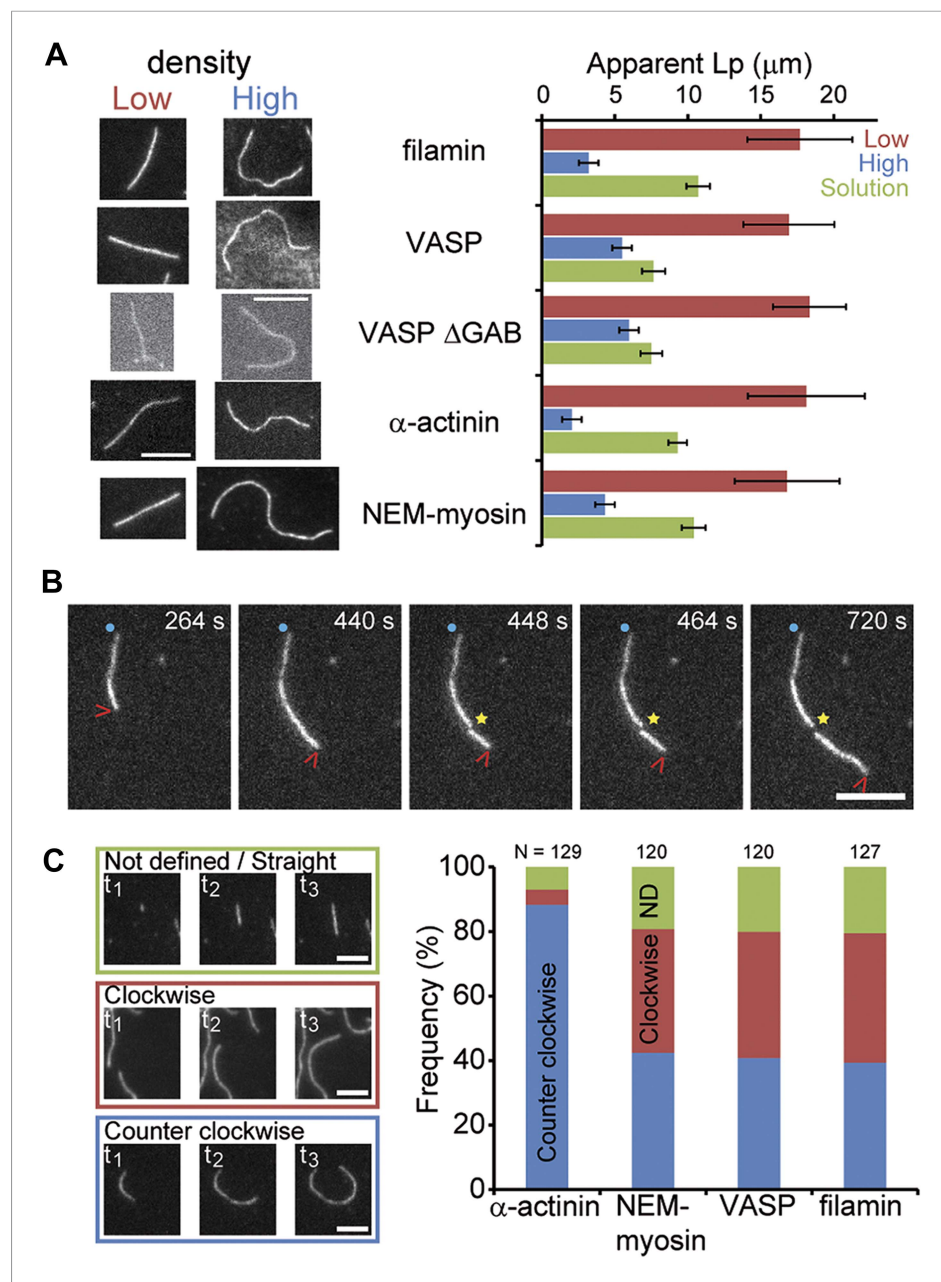 A
density
Low High
filamin
VASP
VASP ΔGAB
α-actinin
NEM-myosin
Apparent Lp (μm)
0 5 10 15 20
Low
High
Solution
B
264 s 440 s 448 s 464 s 720 s
C
Not defined / Straight
t1 t2 t3
Clockwise
t1 t2 t3
Counter clockwise
t1 t2 t3
N = 129 120 120 127
Frequency (%)
100
80
60
40
20
0
Counter clockwise
Clockwise
ND
α-actinin NEM- VASP filamin
myosin